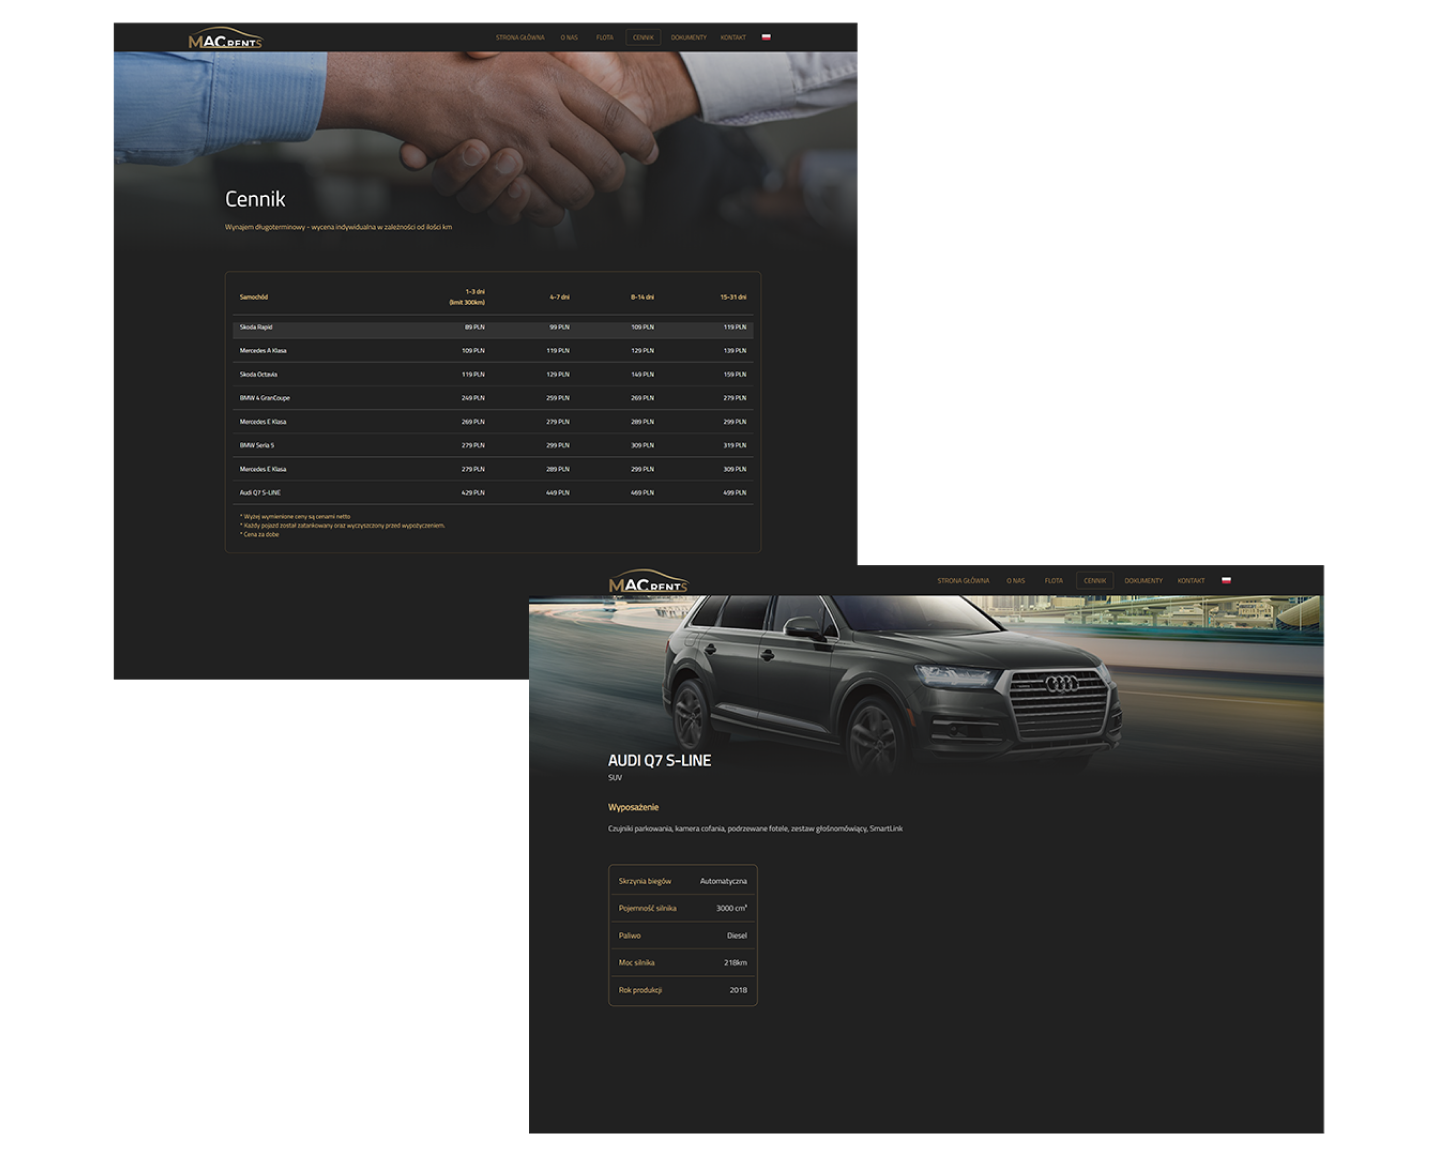 MACRENTS
STRONA GŁÓWNA O NAS FLOTA CENNIK DOKUMENTY KONTAKT
Cennik
Wynajem długoterminowy - wycena indywidualna w zależności od ilości km
Samochód 1-3 dni (limit 300km) 4-7 dni 8-14 dni 15-31 dni
Skoda Rapid 89 PLN 99 PLN 109 PLN 119 PLN
Mercedes A Klasa 109 PLN 119 PLN 129 PLN 139 PLN
Skoda Octavia 119 PLN 129 PLN 149 PLN 159 PLN
BMW 4 GranCoupe 249 PLN 259 PLN 269 PLN 279 PLN
Mercedes E Klasa 269 PLN 279 PLN 289 PLN 299 PLN
BMW Seria 5 279 PLN 299 PLN 309 PLN 319 PLN
Mercedes E Klasa 279 PLN 289 PLN 299 PLN 309 PLN
Audi Q7 S-LINE 429 PLN 449 PLN 469 PLN 499 PLN
* Wyżej wymienione ceny są cenami netto
* Każdy pojazd został zatankowany oraz wyczyszczony przed wypożyczeniem.
* Cena za dobe
MACRENTS
STRONA GŁÓWNA O NAS FLOTA CENNIK DOKUMENTY KONTAKT
AUDI Q7 S-LINE
SUV
Wyposażenie
Czujniki parkowania, kamera cofania, podrzewane fotele, zestaw głośnomówiący, SmartLink
Skrzynia biegów Automatyczna
Pojemność silnika 3000 cm³
Paliwo Diesel
Moc silnika 218km
Rok produkcji 2018